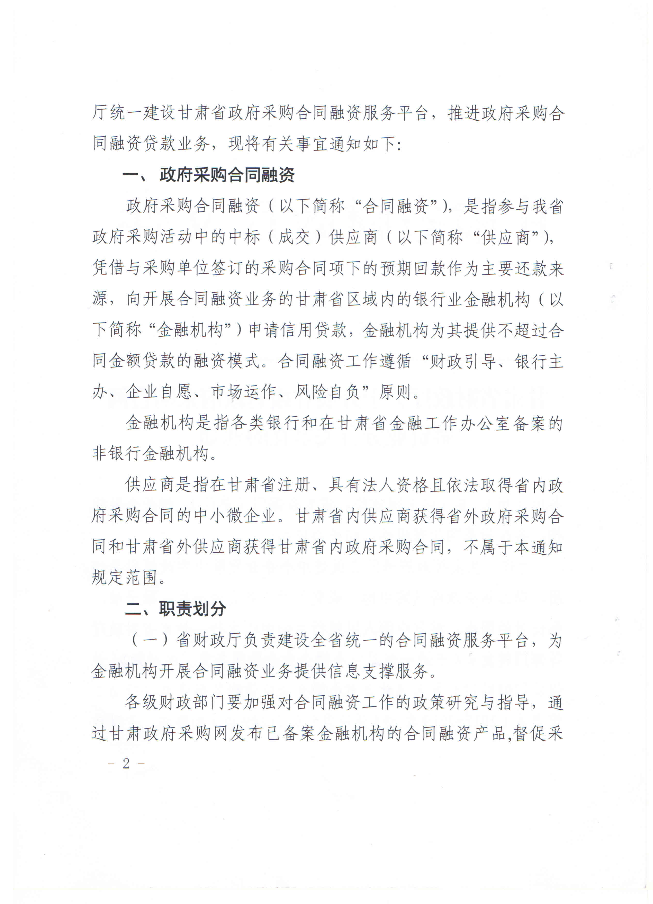 厅统一建设甘肃省政府采购合同融资服务平台，推进政府采购合
同融资贷款业务，现将有关事宜通知如下：
一、 政府采购合同融资
政府采购合同融资（以下简称“合同融资”），是指参与我省
政府采购活动中的中标（成交）供应商（以下简称“供应商”），
凭借与采购单位签订的采购合同项下的预期回款作为主要还款来
源，向开展合同融资业务的甘肃省区域内的银行业金融机构（以
下简称“金融机构”）申请信用贷款，金融机构为其提供不超过合
同金额贷款的融资模式。合同融资工作遵循“财政引导、银行主
办、企业自愿、市场运作、风险自负”原则。
金融机构是指各类银行和在甘肃省金融工作办公室备案的
非银行金融机构。
供应商是指在甘肃省注册、具有法人资格且依法取得省内政
府采购合同的中小微企业。甘肃省内供应商获得省外政府采购合
同和甘肃省外供应商获得甘肃省内政府采购合同，不属于本通知
规定范围。
二、职责划分
（一）省财政厅负责建设全省统一的合同融资服务平台，为
金融机构开展合同融资业务提供信息支撑服务。
各级财政部门要加强对合同融资工作的政策研究与指导，通
过甘肃政府采购网发布已备案金融机构的合同融资产品,督促采
- 2 -